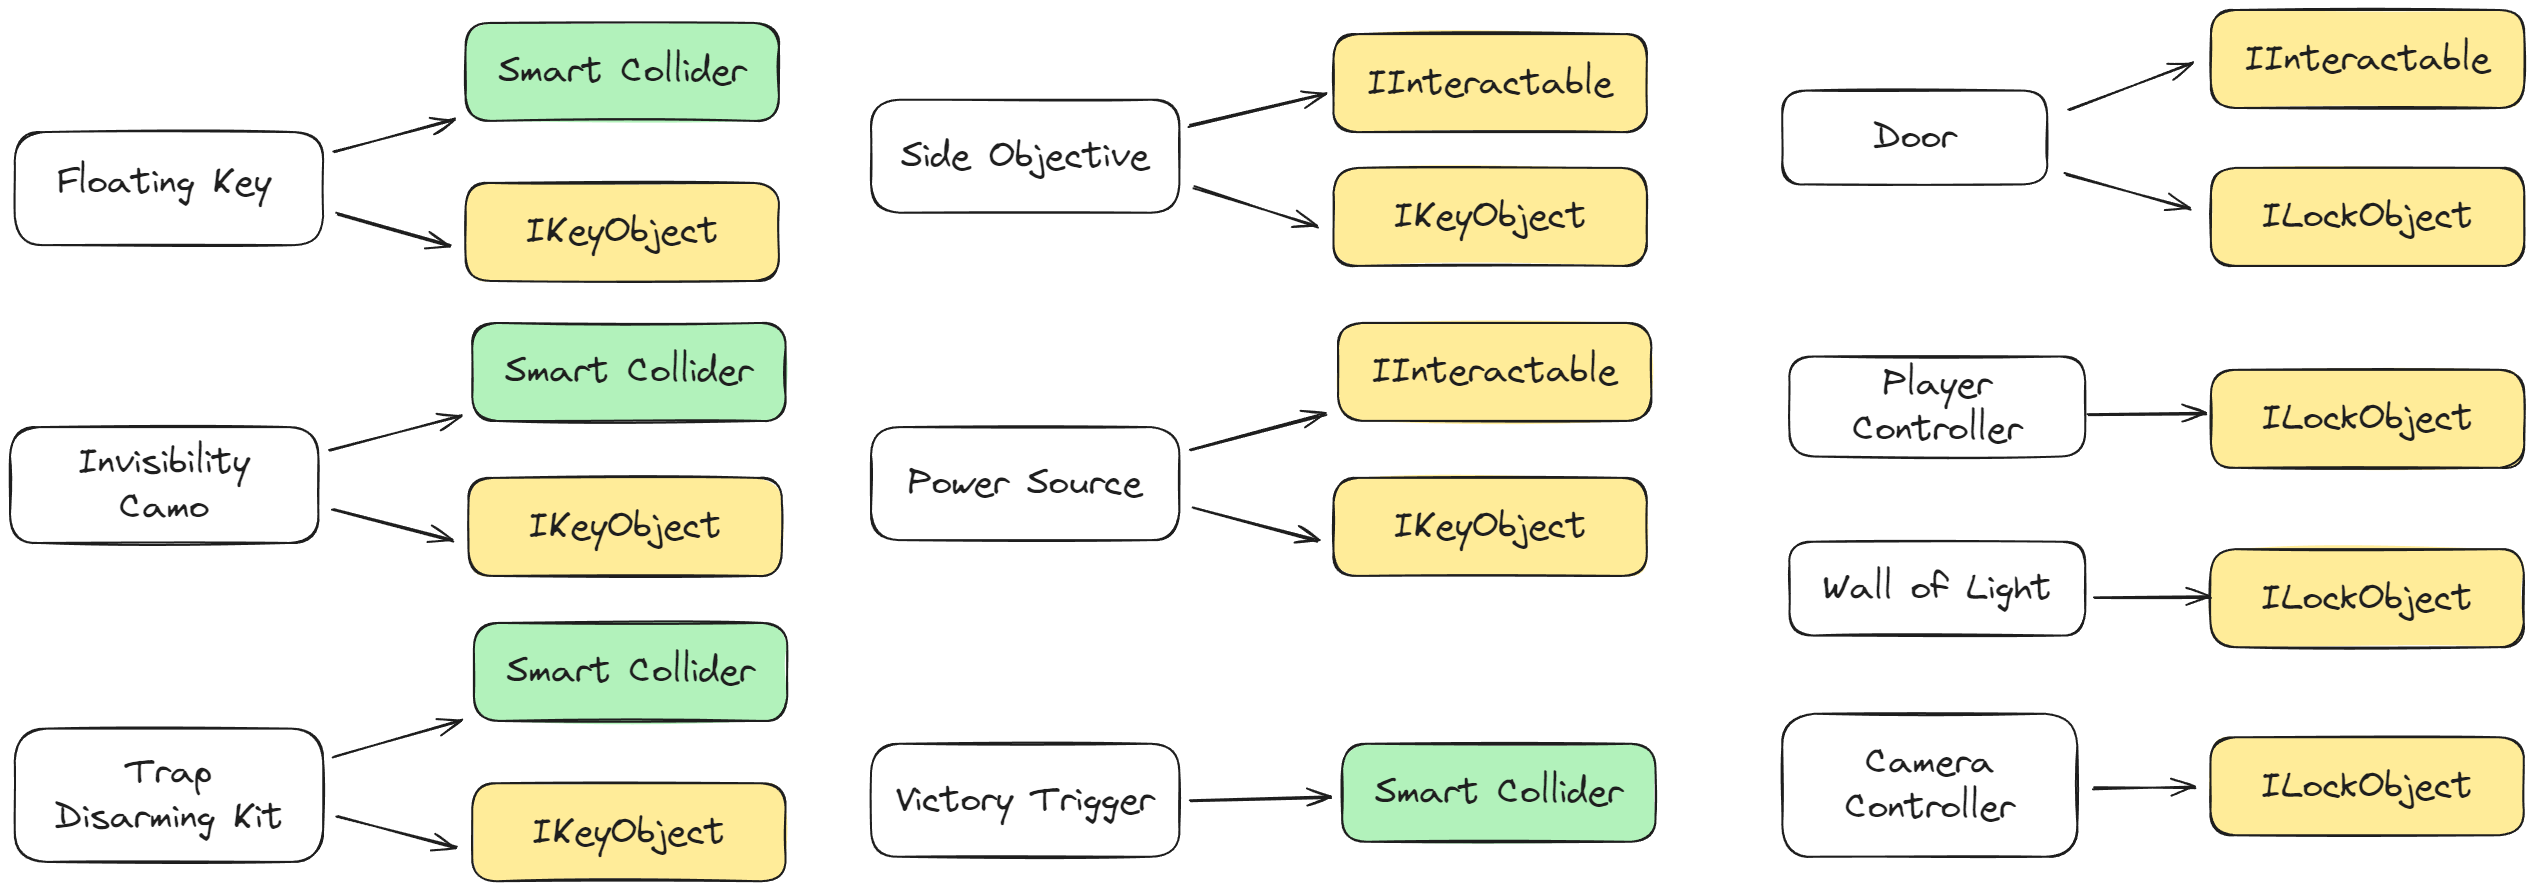 Smart Collider
Floating Key
IKeyObject
Smart Collider
Invisibility
Camo
IKeyObject
Smart Collider
Trap
Disarming Kit
IKeyObject
IInteractable
Side Objective
IKeyObject
IInteractable
Power Source
IKeyObject
Victory Trigger
Smart Collider
IInteractable
Door
ILockObject
Player
Controller
ILockObject
Wall of Light
ILockObject
Camera
Controller
ILockObject